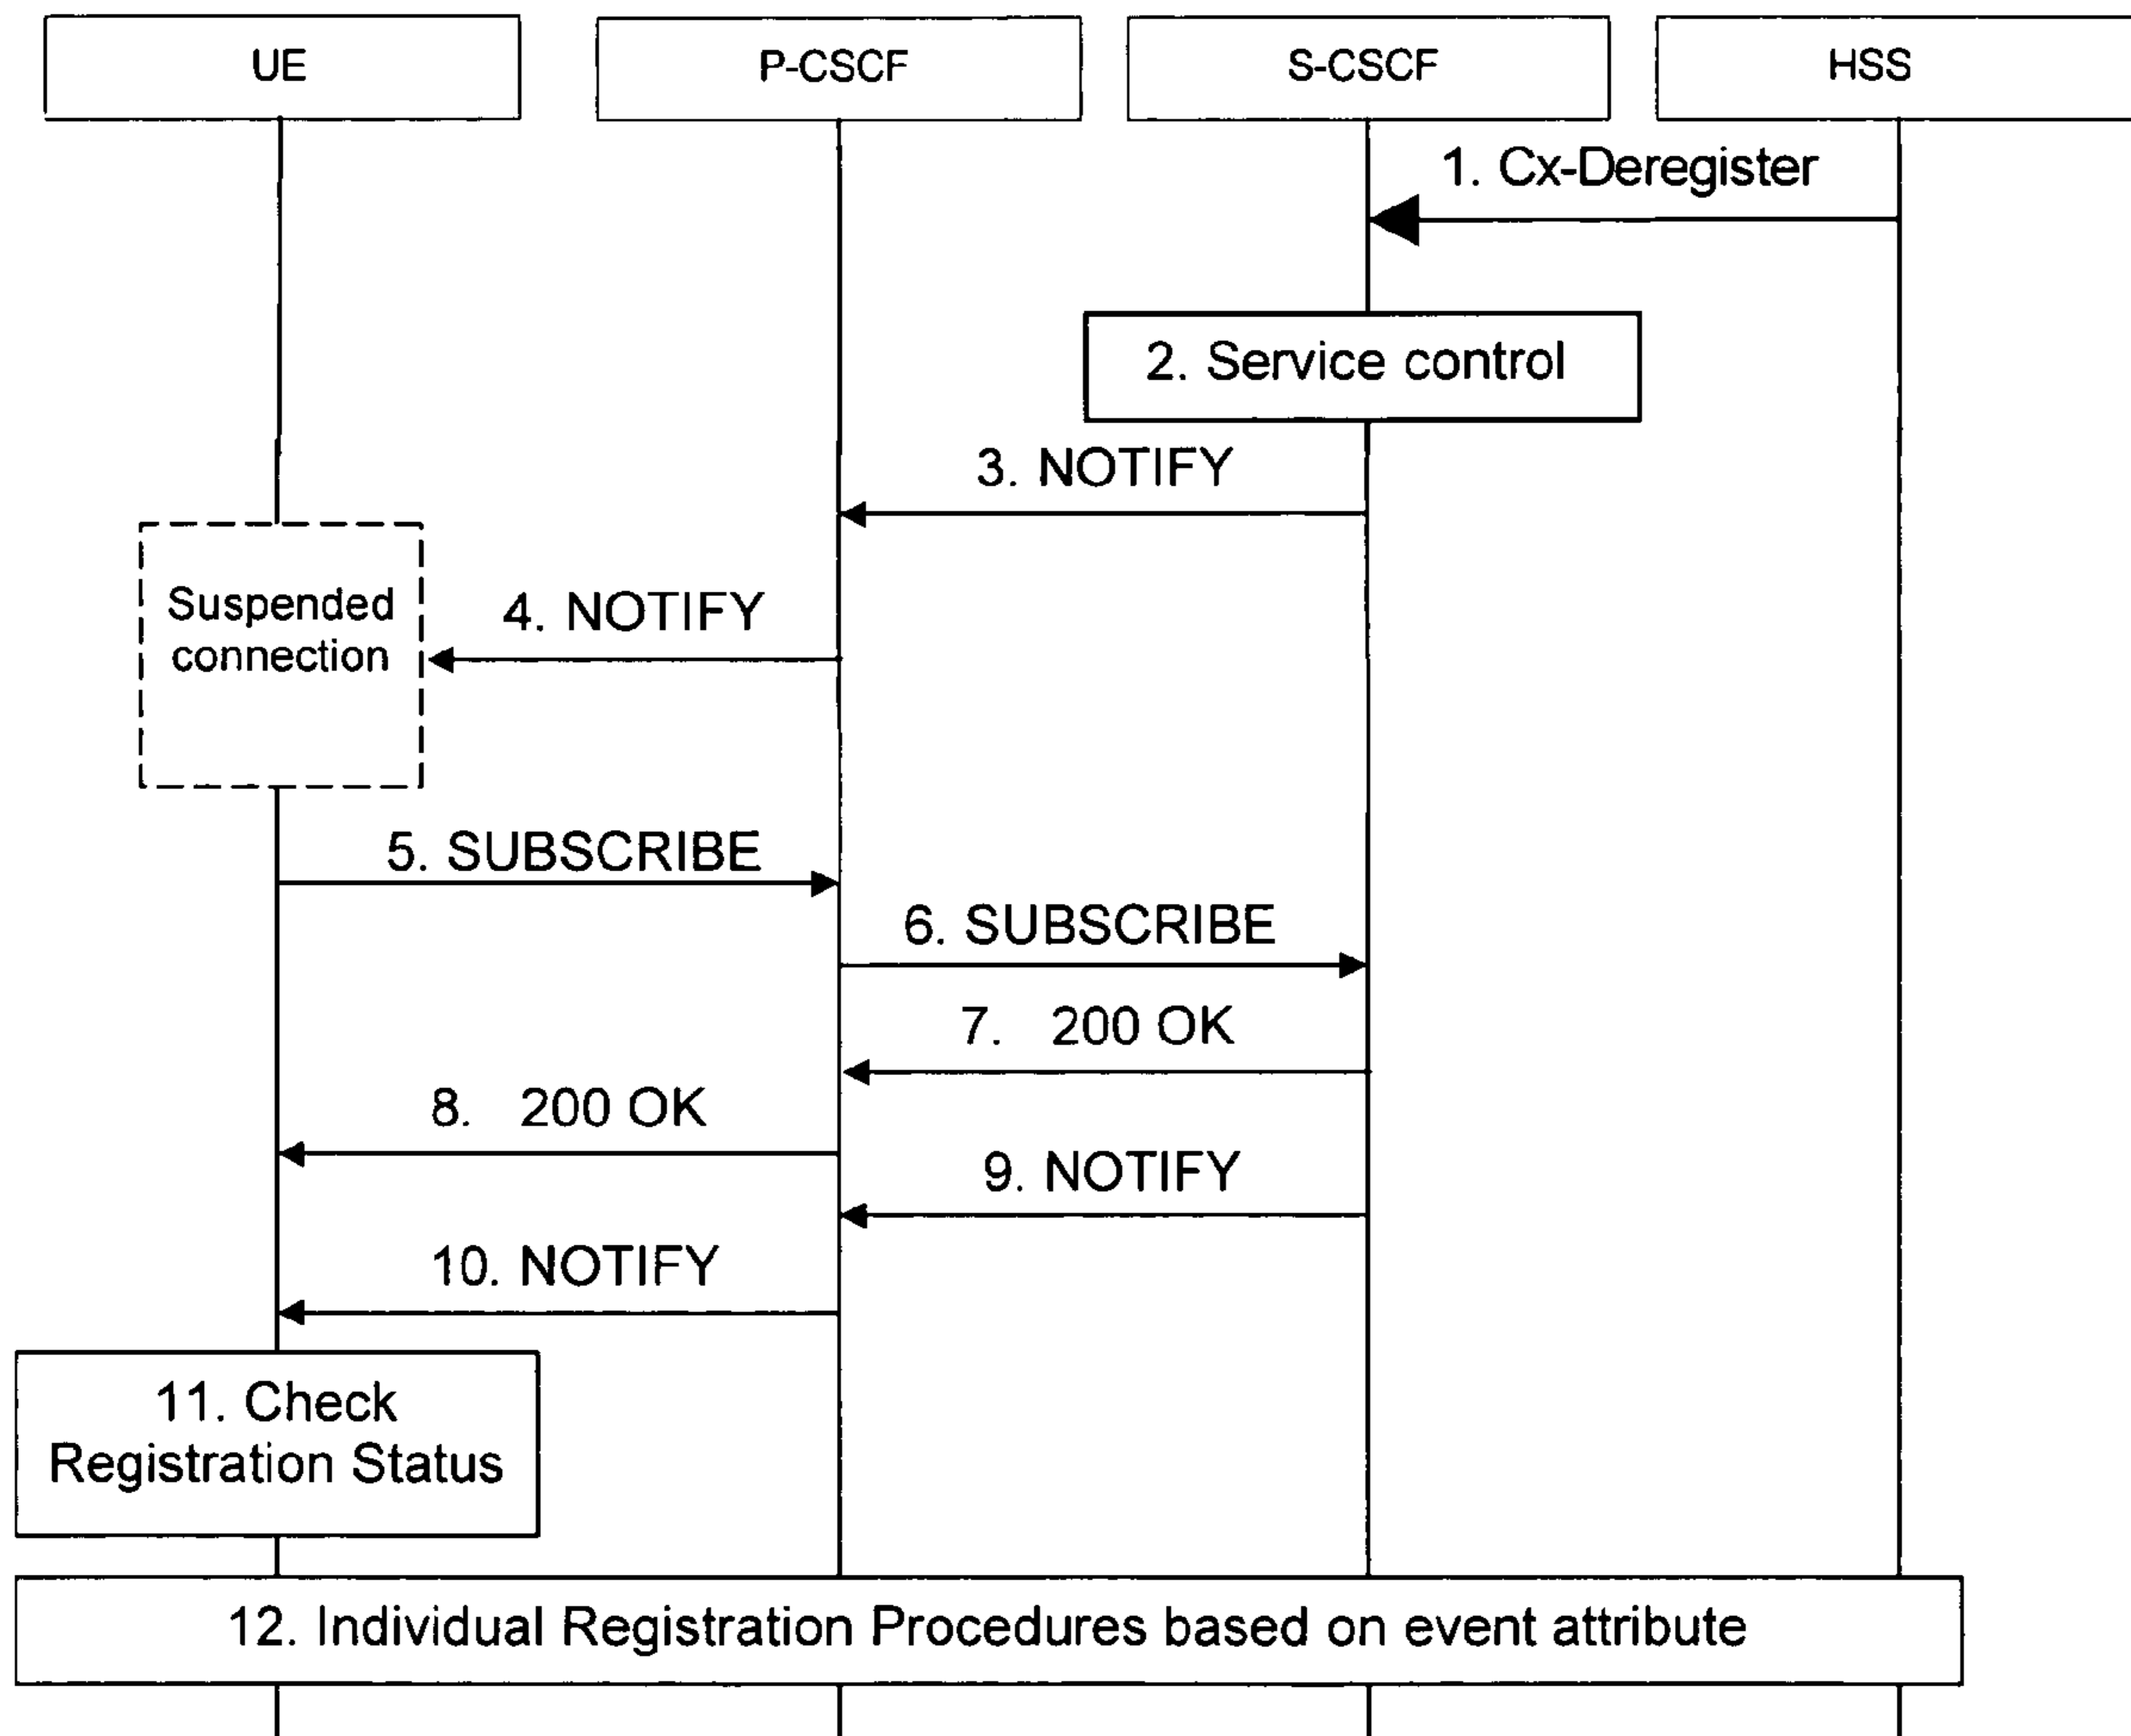 UE
P-CSCF
S-CSCF
HSS
1. Cx-Deregister
2. Service control
3. NOTIFY
Suspended
connection
4. NOTIFY
5. SUBSCRIBE
6. SUBSCRIBE
7. 200 OK
8. 200 OK
9. NOTIFY
10. NOTIFY
11. Check
Registration Status
12. Individual Registration Procedures based on event attribute